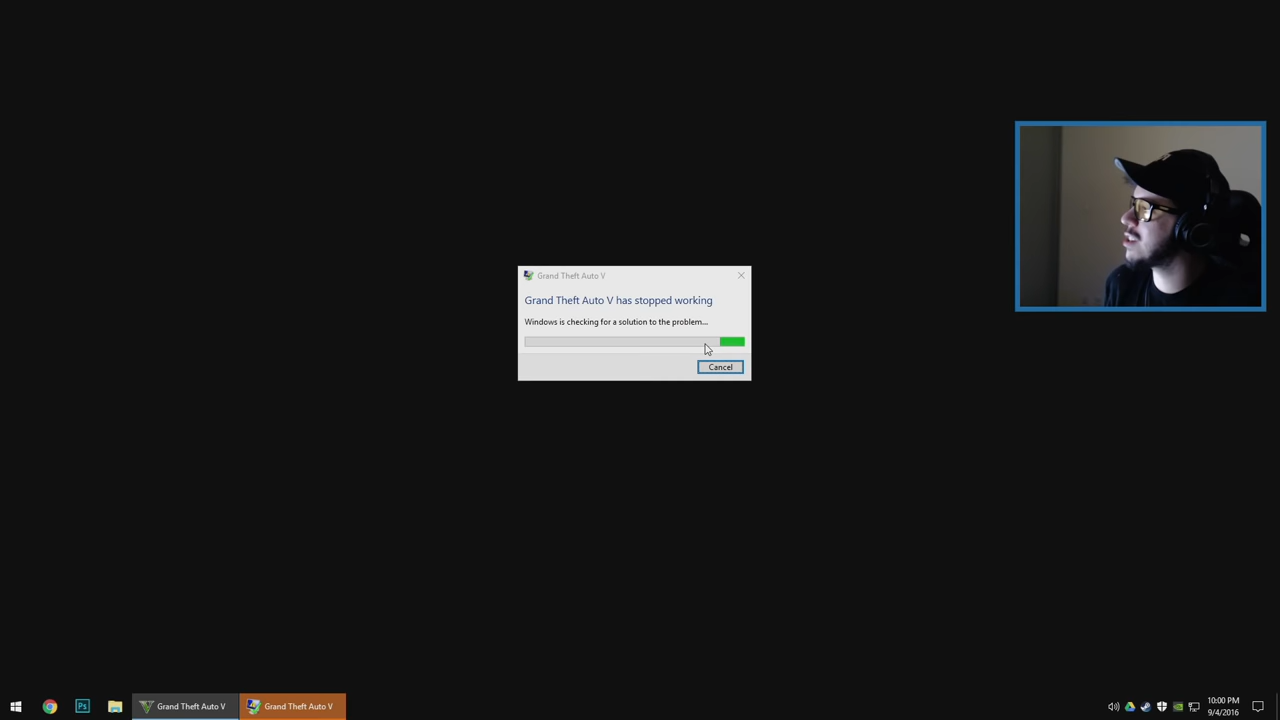 Grand Theft Auto V
Grand Theft Auto V has stopped working
Windows is checking for a solution to the problem...
Cancel
Ps
Grand Theft Auto V
Grand Theft Auto V
10:00 PM
9/4/2016